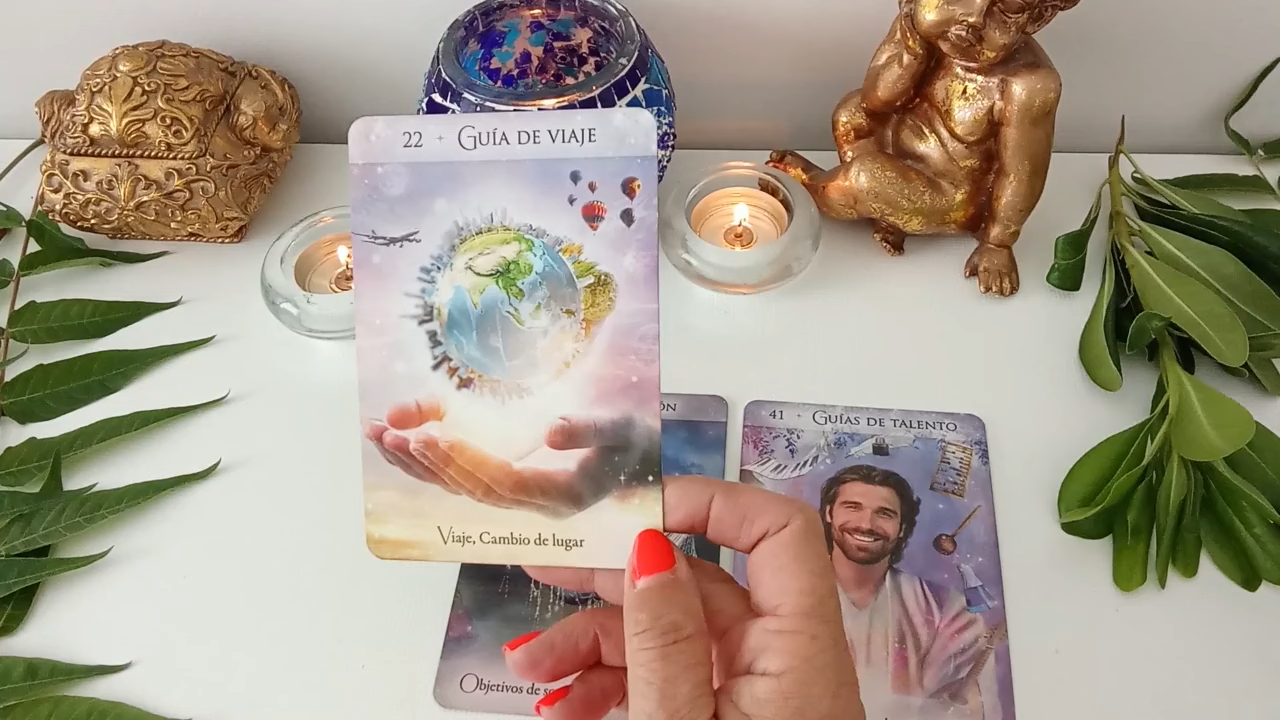 22 + Guía de viaje
Viaje, Cambio de lugar
41 + Guías de talento
Objetivos de